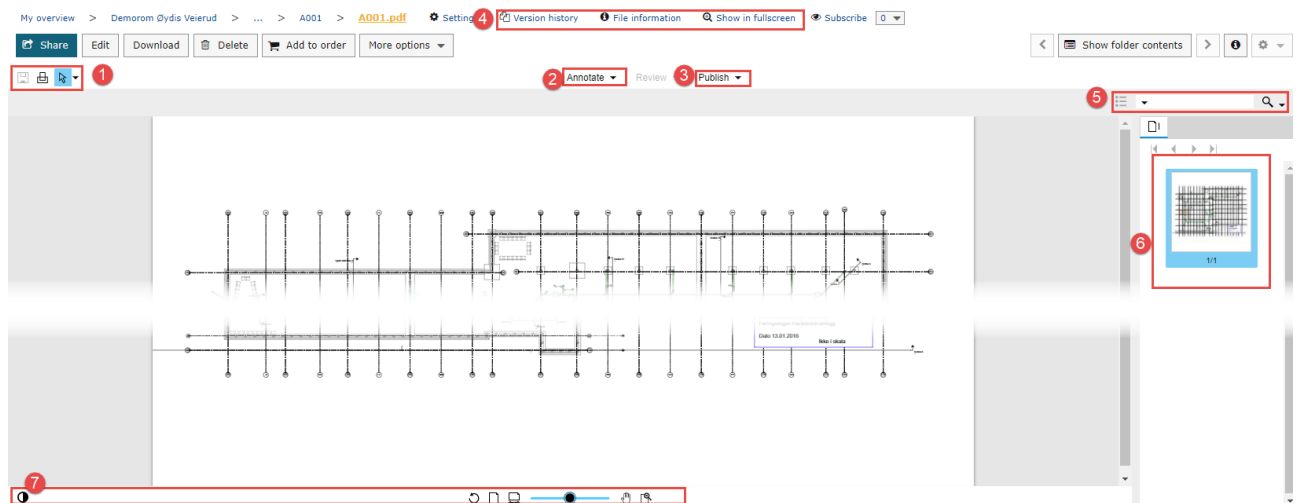 My overview > Demorom Øydis Veierud > ... > A001 > A001.pdf Setting 4 Version history File information Show in fullscreen Subscribe 0
Share Edit Download Delete Add to order More options Show folder contents
1 2 Annotate Review 3 Publish
5
6
1/1
Dato 13.01.2016
Ikke i skala
7